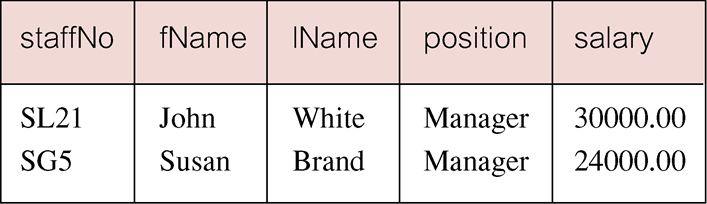 staffNo fName lName position salary
SL21 John White Manager 30000.00
SG5 Susan Brand Manager 24000.00